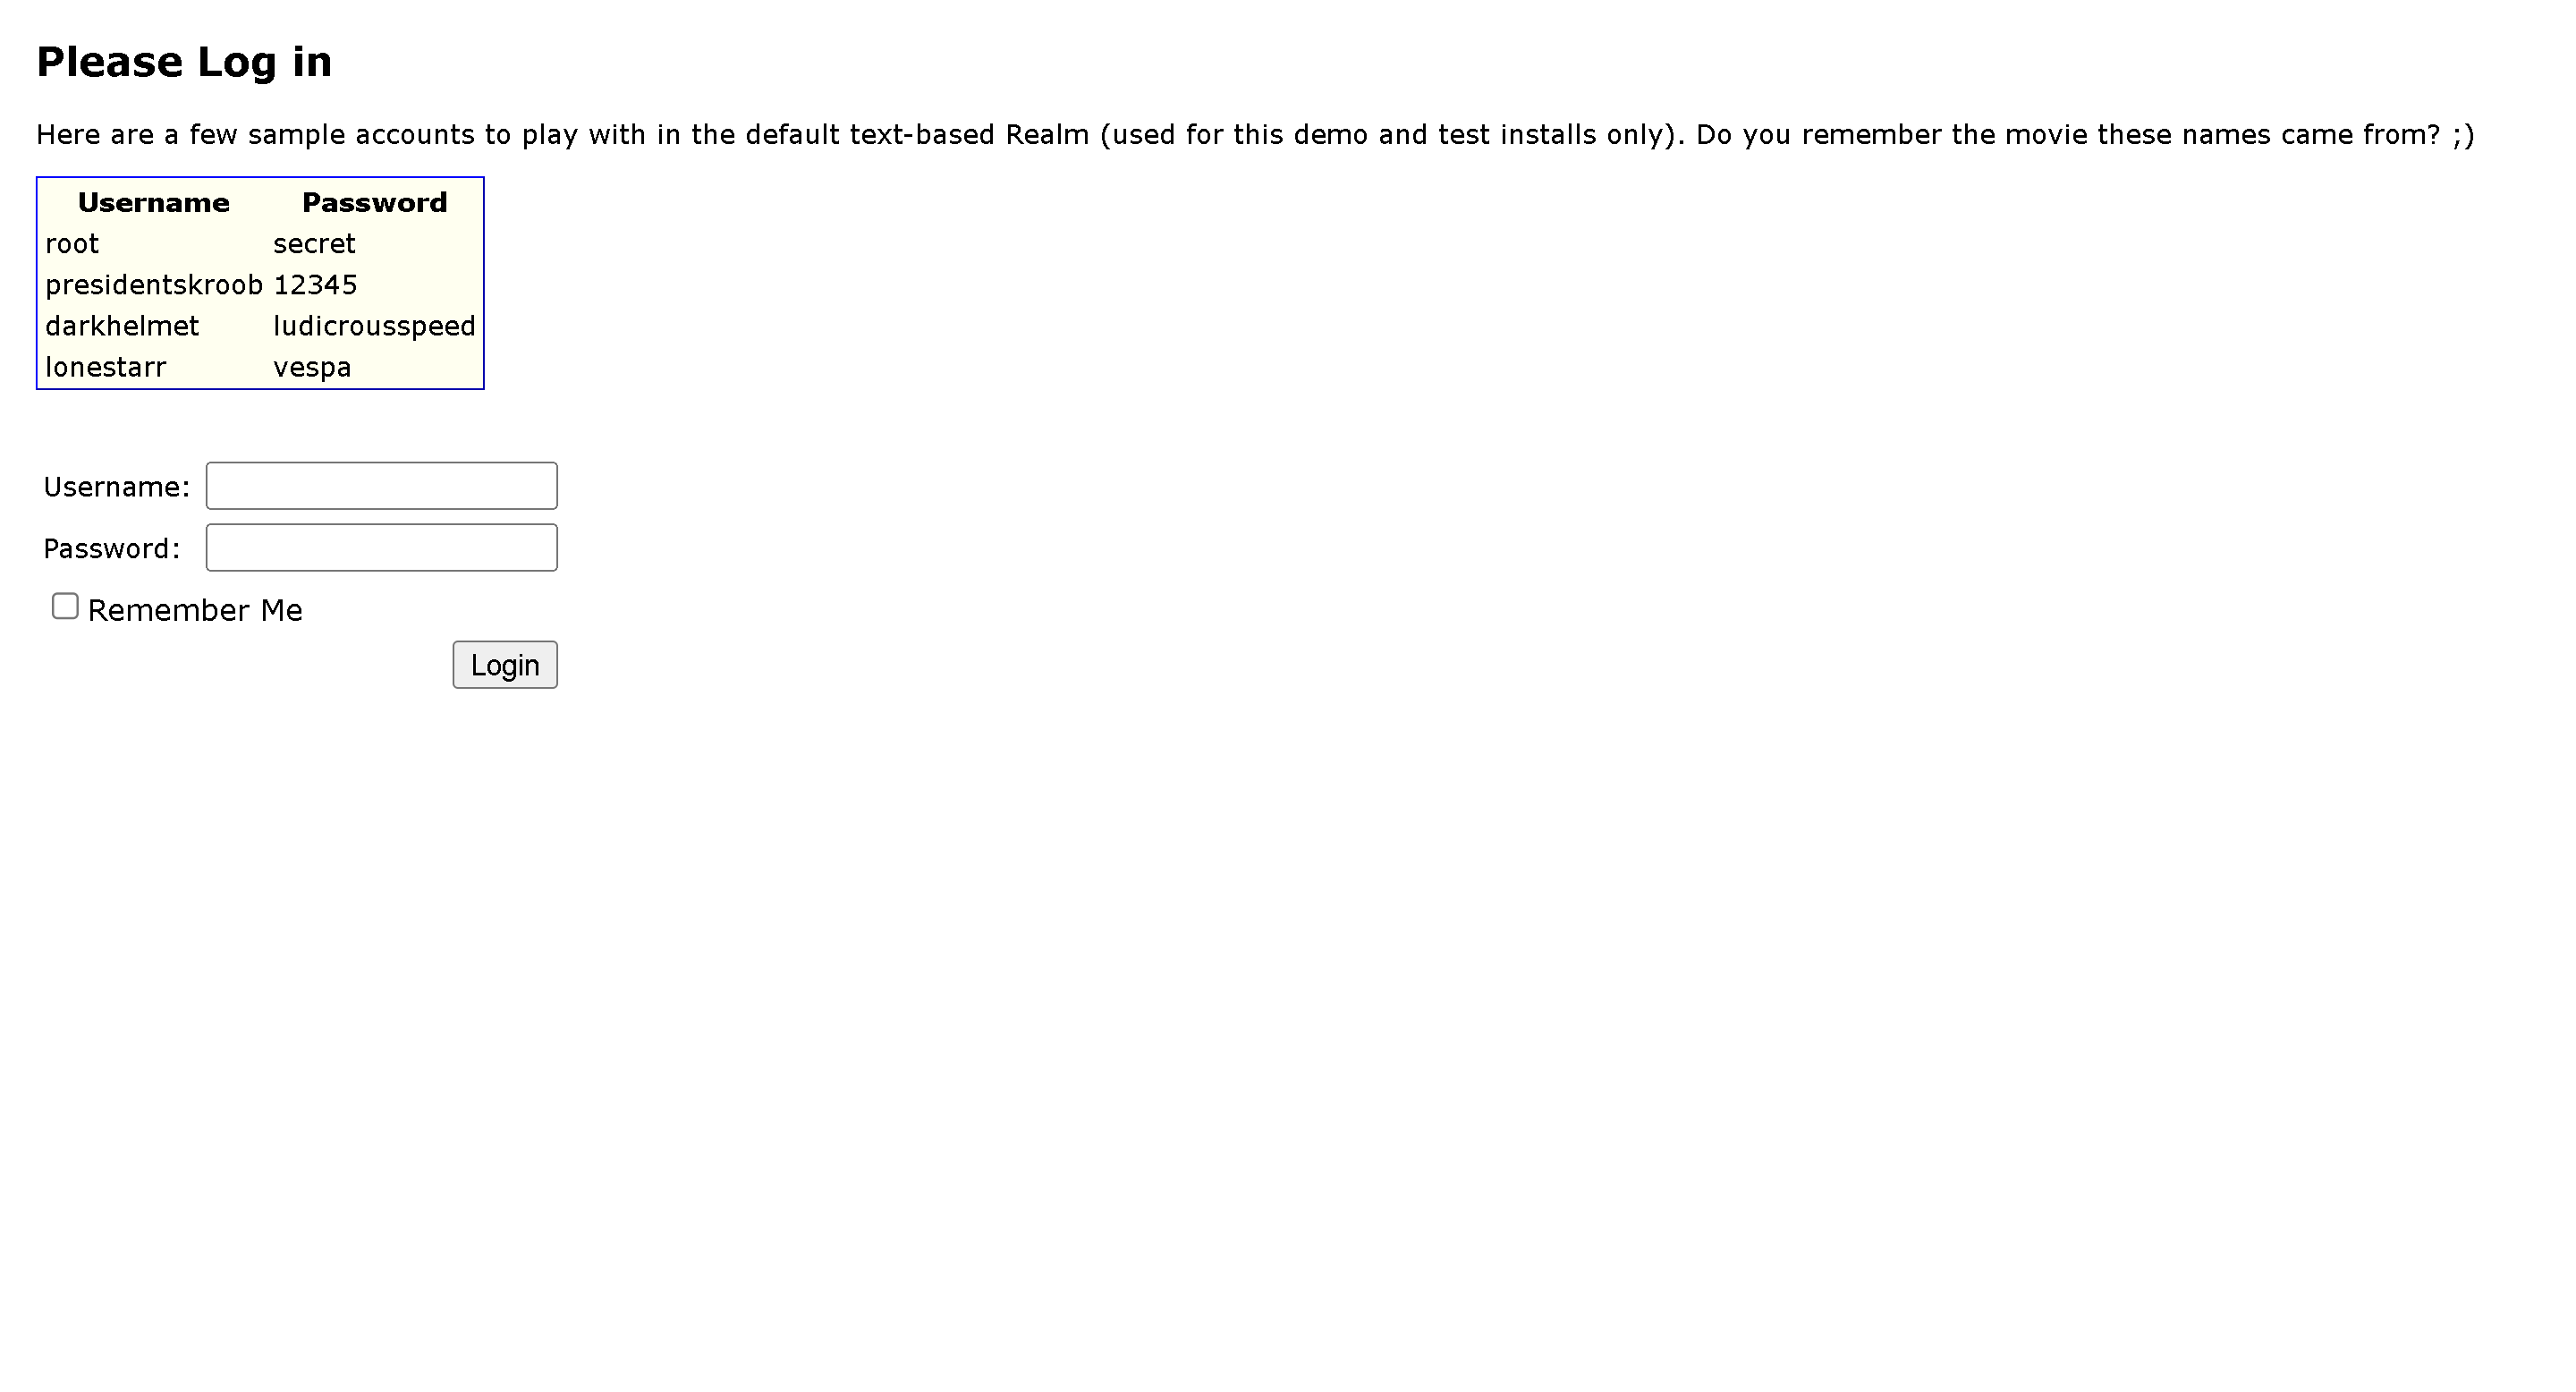 Please Log in
Here are a few sample accounts to play with in the default text-based Realm (used for this demo and test installs only). Do you remember the movie these names came from? ;)
Username Password
root secret
presidentskroob 12345
darkhelmet ludicrousspeed
lonestarr vespa
Username:
Password:
Remember Me
Login